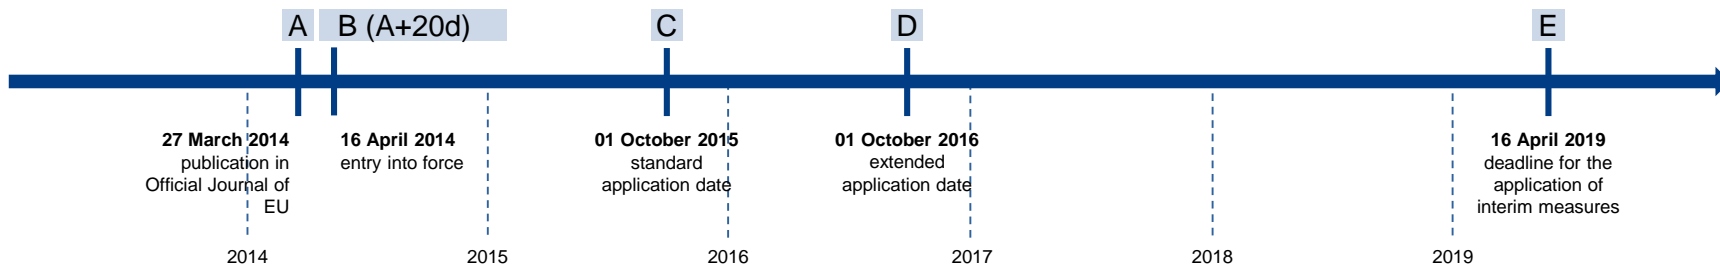 A
B (A+20d)
C
D
E
27 March 2014
publication in
Official Journal of
EU
16 April 2014
entry into force
01 October 2015
standard
application date
01 October 2016
extended
application date
16 April 2019
deadline for the
application of
interim measures
2014
2015
2016
2017
2018
2019